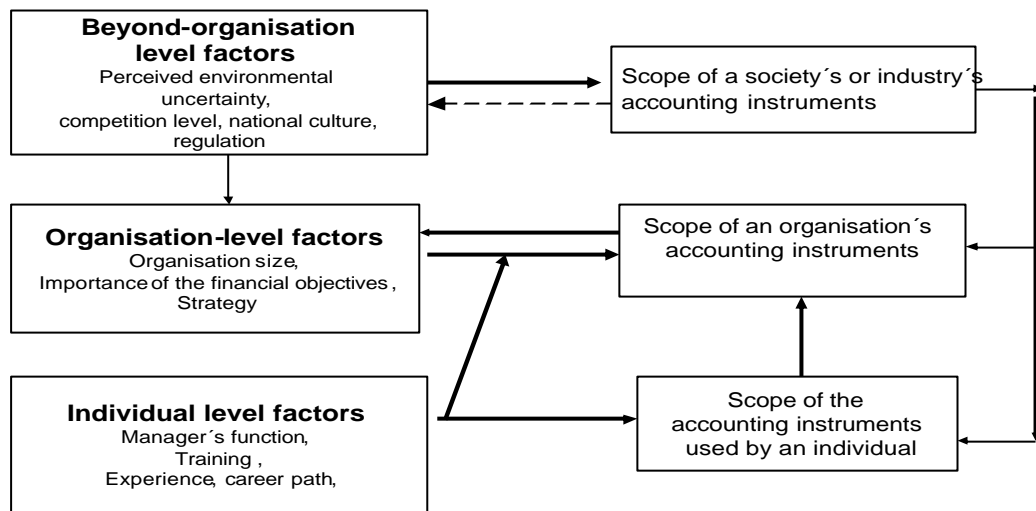 Beyond-organisation
level factors
Perceived environmental
uncertainty,
competition level, national culture,
regulation
Scope of a society´s or industry´s
accounting instruments
Organisation-level factors
Organisation size,
Importance of the financial objectives ,
Strategy
Scope of an organisation´s
accounting instruments
Individual level factors
Manager´s function,
Training ,
Experience, career path,
Scope of the
accounting instruments
used by an individual